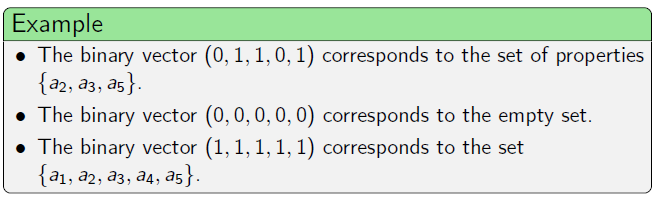 Example
• The binary vector (0, 1, 1, 0, 1) corresponds to the set of properties
{a₂, a₃, a₅}.
• The binary vector (0, 0, 0, 0, 0) corresponds to the empty set.
• The binary vector (1, 1, 1, 1, 1) corresponds to the set
{a₁, a₂, a₃, a₄, a₅}.